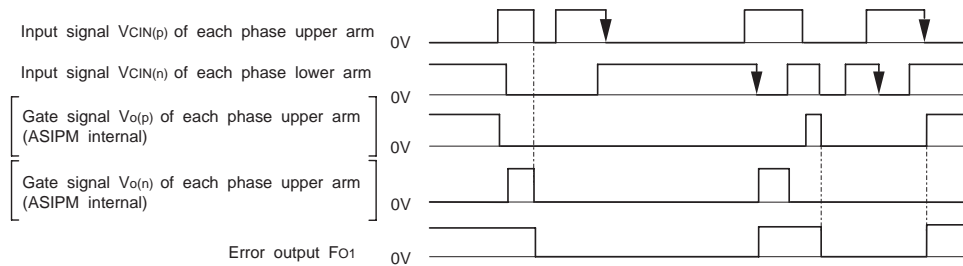 Input signal VCIN(p) of each phase upper arm
0V
Input signal VCIN(n) of each phase lower arm
0V
Gate signal Vo(p) of each phase upper arm
(ASIPM internal)
0V
Gate signal Vo(n) of each phase upper arm
(ASIPM internal)
0V
Error output FO1
0V